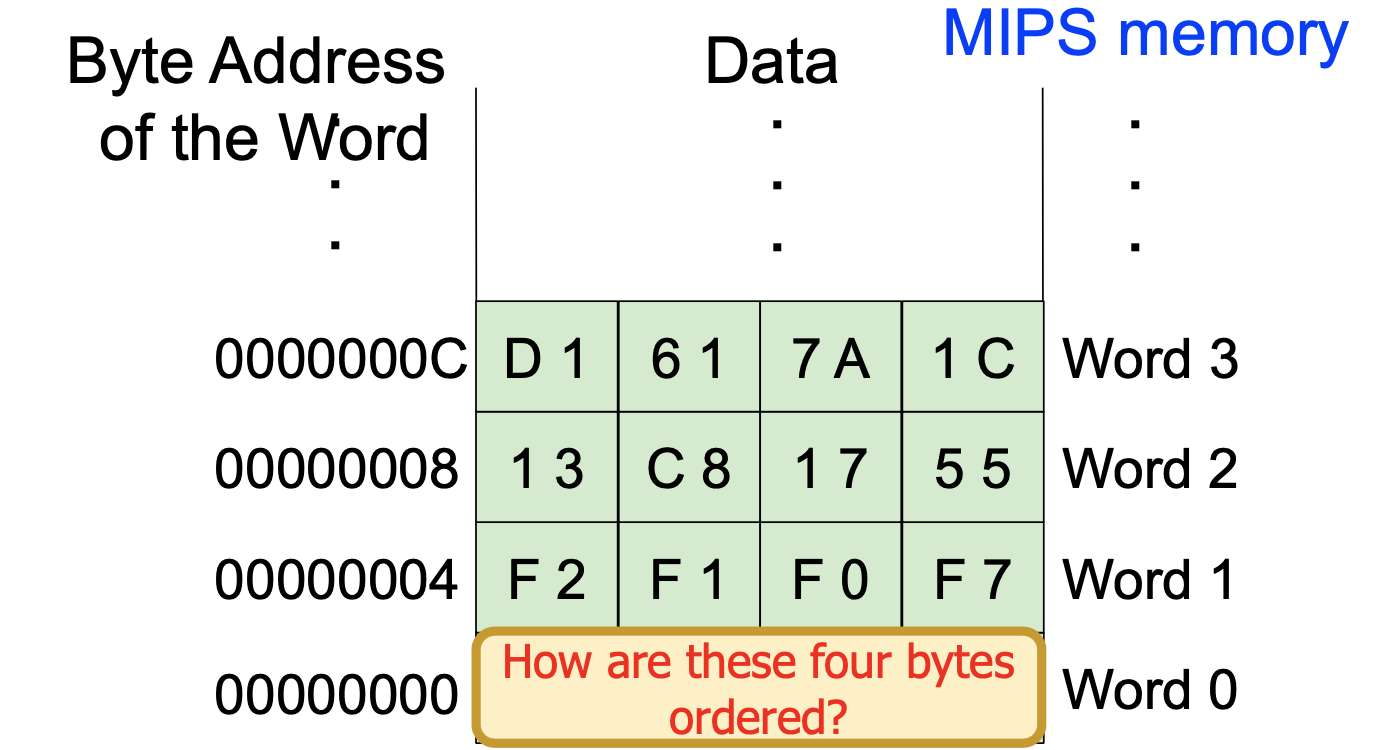 MIPS memory
Byte Address
of the Word
Data
0000000C D 1 6 1 7 A 1 C Word 3
00000008 1 3 C 8 1 7 5 5 Word 2
00000004 F 2 F 1 F 0 F 7 Word 1
00000000 How are these four bytes
ordered? Word 0